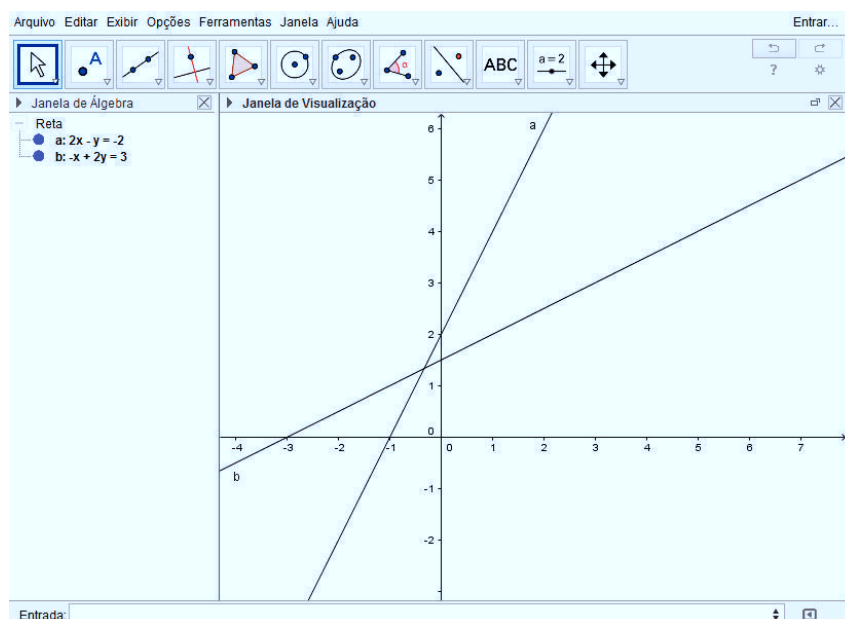 Arquivo Editar Exibir Opções Ferramentas Janela Ajuda Entrar...
A α ABC a = 2 ?
Janela de Álgebra
Janela de Visualização
Reta
a: 2x - y = -2
b: -x + 2y = 3
a
6
5
4
3
2
1
0
-4 -3 -2 -1 0 1 2 3 4 5 6 7
b
-1
-2
Entrada: